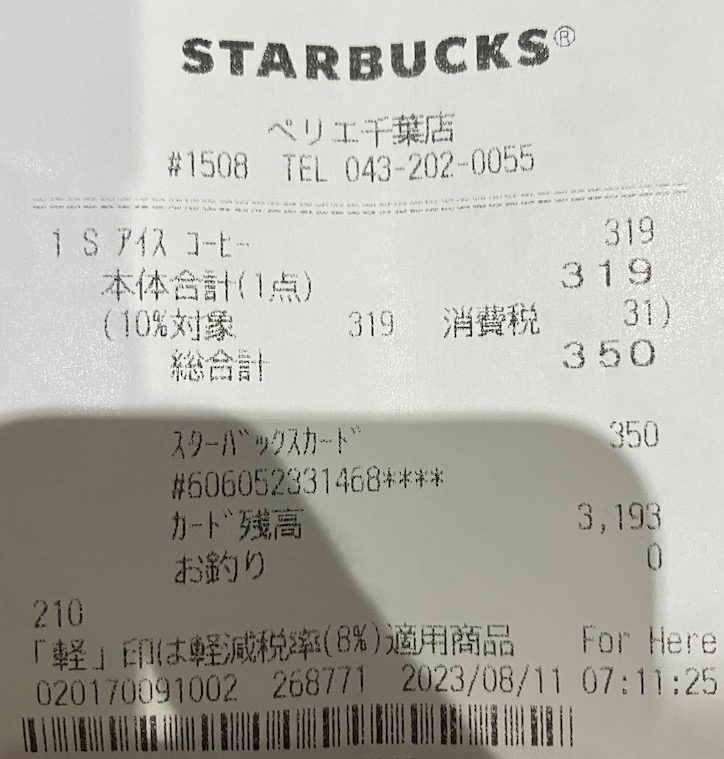 STARBUCKS®
ペリエ千葉店
#1508 TEL 043-202-0055
1 S アイス コーヒー 319
本体合計(1点) 319
(10%対象 319 消費税 31)
総合計 350
スターバックスカード 350
#606052331468****
カード残高 3,193
お釣り 0
210
「軽」印は軽減税率(8%)適用商品 For Here
020170091002 268771 2023/08/11 07:11:25